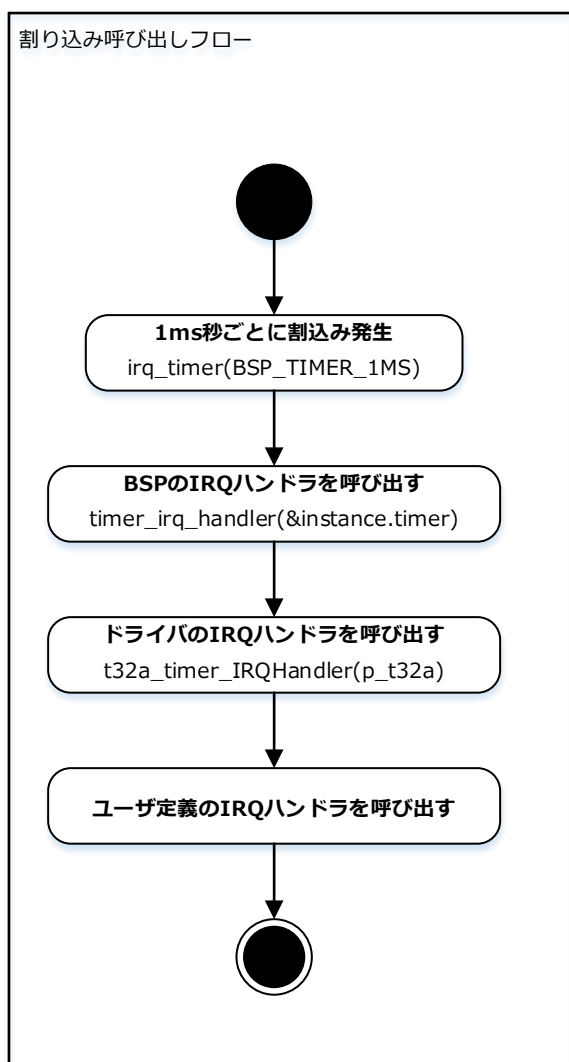 割り込み呼び出しフロー
1ms秒ごとに割込み発生
irq_timer(BSP_TIMER_1MS)
BSPのIRQハンドラを呼び出す
timer_irq_handler(&instance.timer)
ドライバのIRQハンドラを呼び出す
t32a_timer_IRQHandler(p_t32a)
ユーザ定義のIRQハンドラを呼び出す